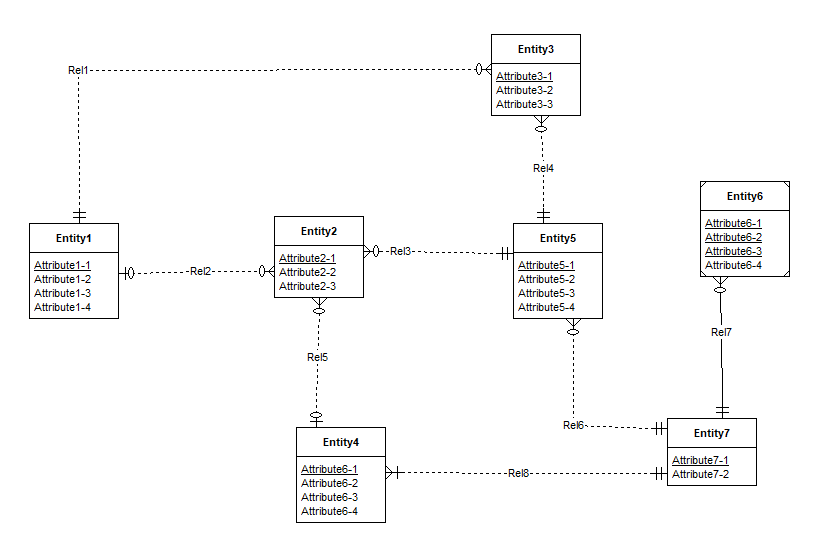 Entity3
Attribute3-1
Attribute3-2
Attribute3-3
Rel1
Rel4
Entity6
Attribute6-1
Attribute6-2
Attribute6-3
Attribute6-4
Entity1
Attribute1-1
Attribute1-2
Attribute1-3
Attribute1-4
Rel2
Entity2
Attribute2-1
Attribute2-2
Attribute2-3
Rel3
Entity5
Attribute5-1
Attribute5-2
Attribute5-3
Attribute5-4
Rel5
Rel7
Rel6
Entity4
Attribute6-1
Attribute6-2
Attribute6-3
Attribute6-4
Rel8
Entity7
Attribute7-1
Attribute7-2